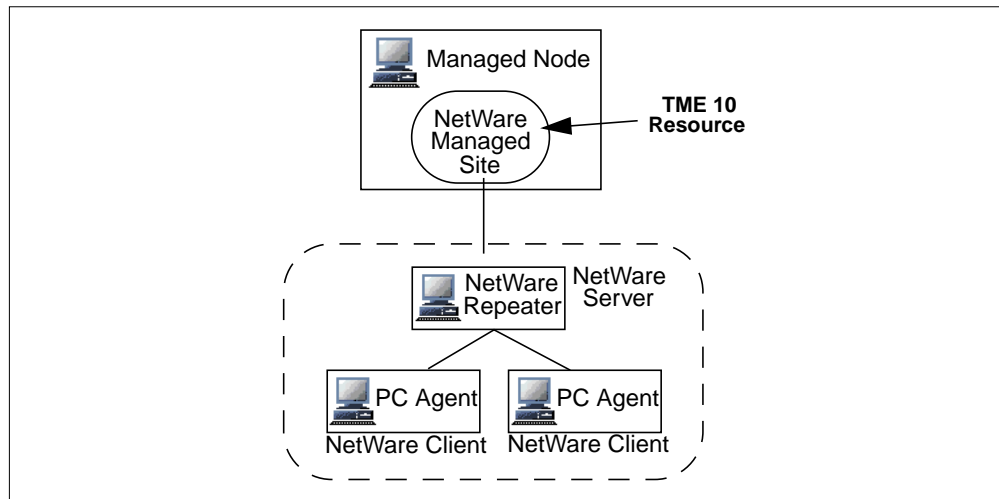 Managed Node
NetWare
Managed
Site
TME 10
Resource
NetWare
Repeater
NetWare
Server
PC Agent
NetWare Client
PC Agent
NetWare Client